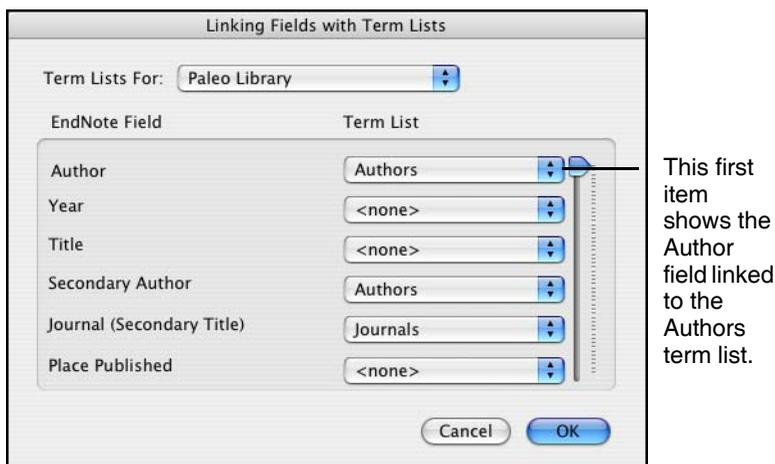 Linking Fields with Term Lists
Term Lists For: Paleo Library
EndNote Field Term List
Author Authors
Year <none>
Title <none>
Secondary Author Authors
Journal (Secondary Title) Journals
Place Published <none>
Cancel OK
This first
item
shows the
Author
field linked
to the
Authors
term list.